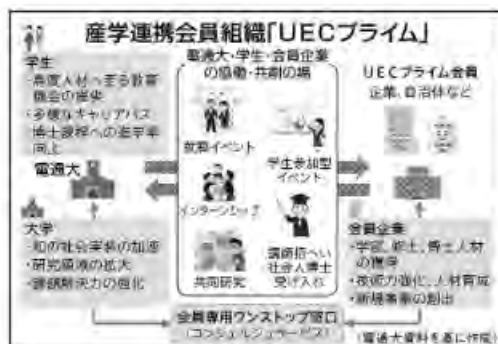 産学連携会員組織「UECプライム」
学生
・高度人材へ至る教育
機会の提供
・多様なキャリアパス
博士課程への進学率
向上
電通大
大学
・知の社会実装の加速
・研究領域の拡大
・課題解決力の強化
電通大・学生・会員企業
の協働・共創の場
就職イベント
学生参加型
イベント
インターンシップ
共同研究
講師招へい
社会人博士
受け入れ
UECプライム会員
企業、自治体など
会員企業
・学部、修士、博士人材
の獲得
・技術力強化、人材育成
・新規事業の創出
会員専用ワンストップ窓口
(コンシェルジュサービス)
(電通大資料を基に作成)